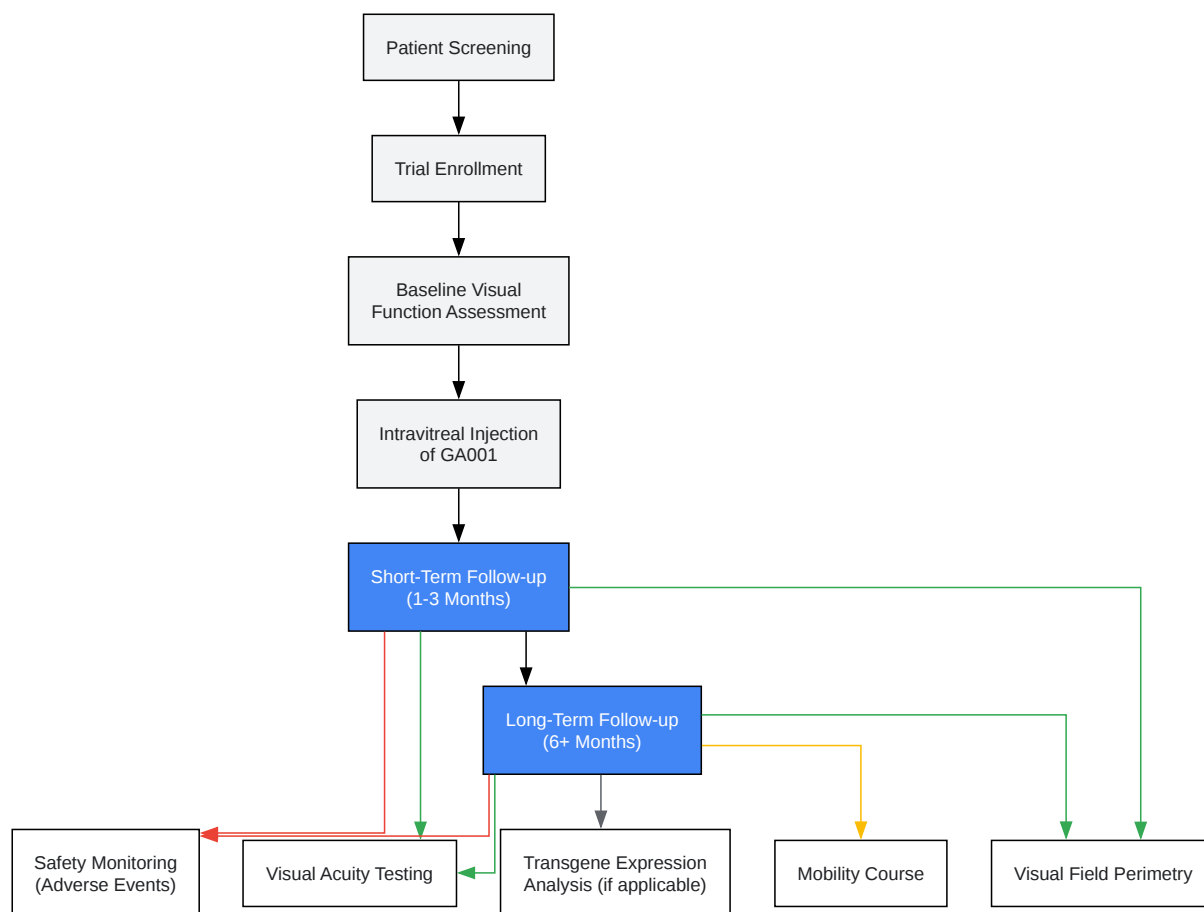 Patient Screening
Trial Enrollment
Baseline Visual
Function Assessment
Intravitreal Injection
of GA001
Short-Term Follow-up
(1-3 Months)
Long-Term Follow-up
(6+ Months)
Safety Monitoring
(Adverse Events)
Visual Acuity Testing
Transgene Expression
Analysis (if applicable)
Mobility Course
Visual Field Perimetry